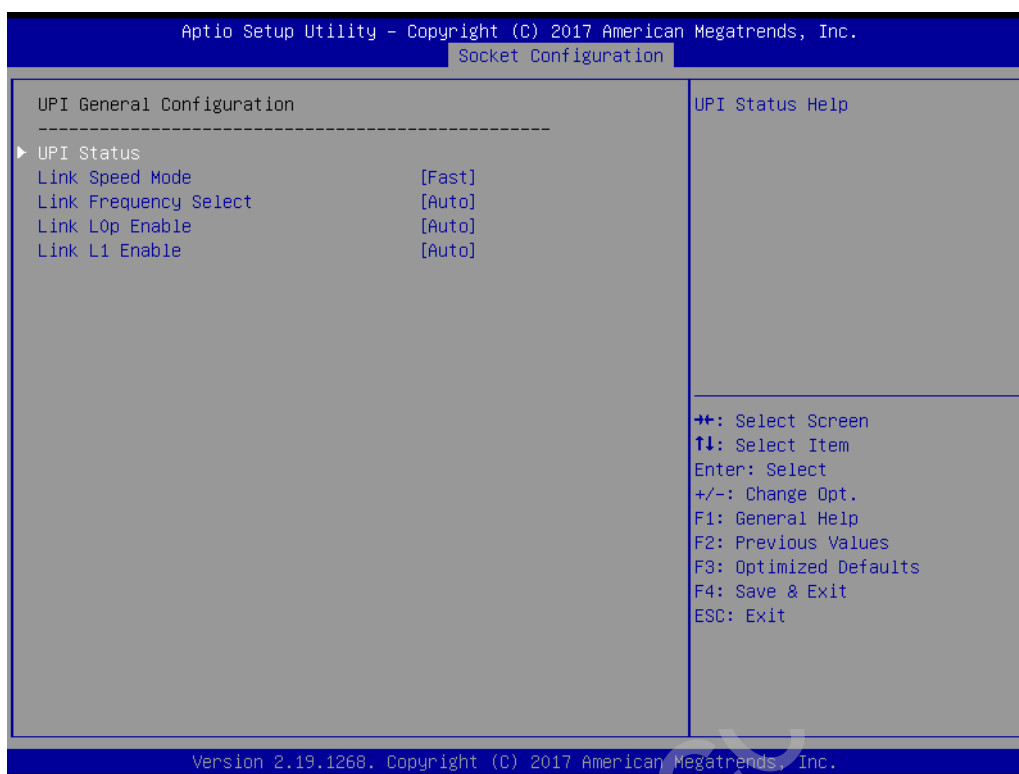 Aptio Setup Utility – Copyright (C) 2017 American Megatrends, Inc.
Socket Configuration
UPI General Configuration
--------------------------------------------------
UPI Status
Link Speed Mode [Fast]
Link Frequency Select [Auto]
Link L0p Enable [Auto]
Link L1 Enable [Auto]
UPI Status Help
→←: Select Screen
↑↓: Select Item
Enter: Select
+/-: Change Opt.
F1: General Help
F2: Previous Values
F3: Optimized Defaults
F4: Save & Exit
ESC: Exit
Version 2.19.1268. Copyright (C) 2017 American Megatrends, Inc.